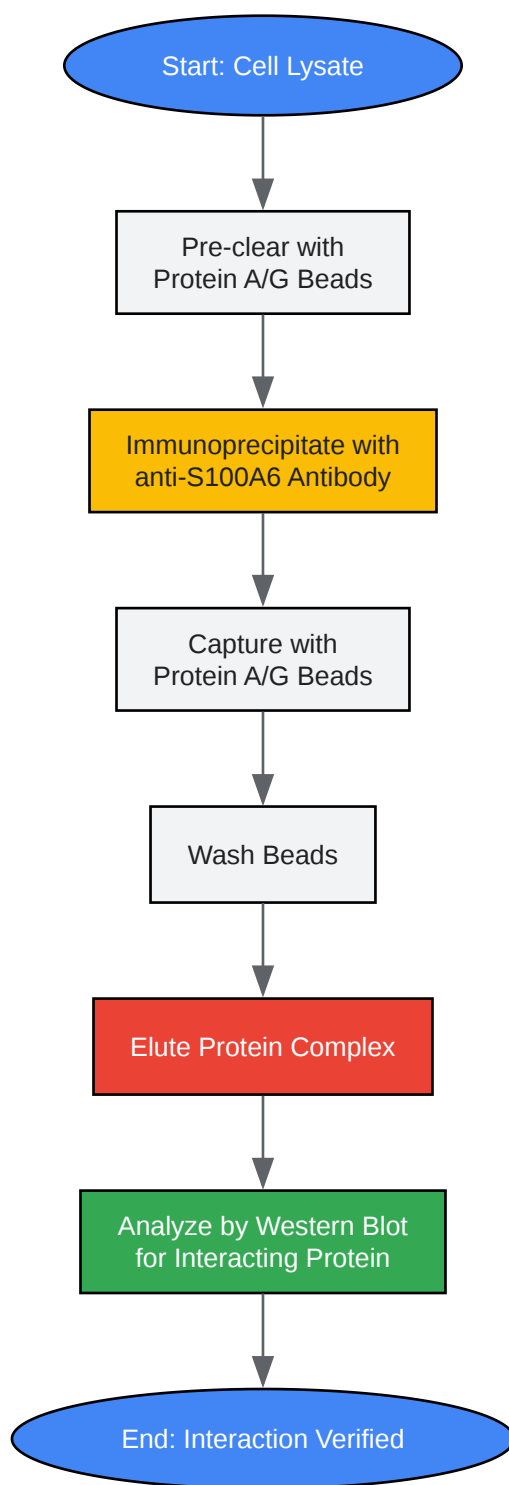 Start: Cell Lysate
Pre-clear with
Protein A/G Beads
Immunoprecipitate with
anti-S100A6 Antibody
Capture with
Protein A/G Beads
Wash Beads
Elute Protein Complex
Analyze by Western Blot
for Interacting Protein
End: Interaction Verified